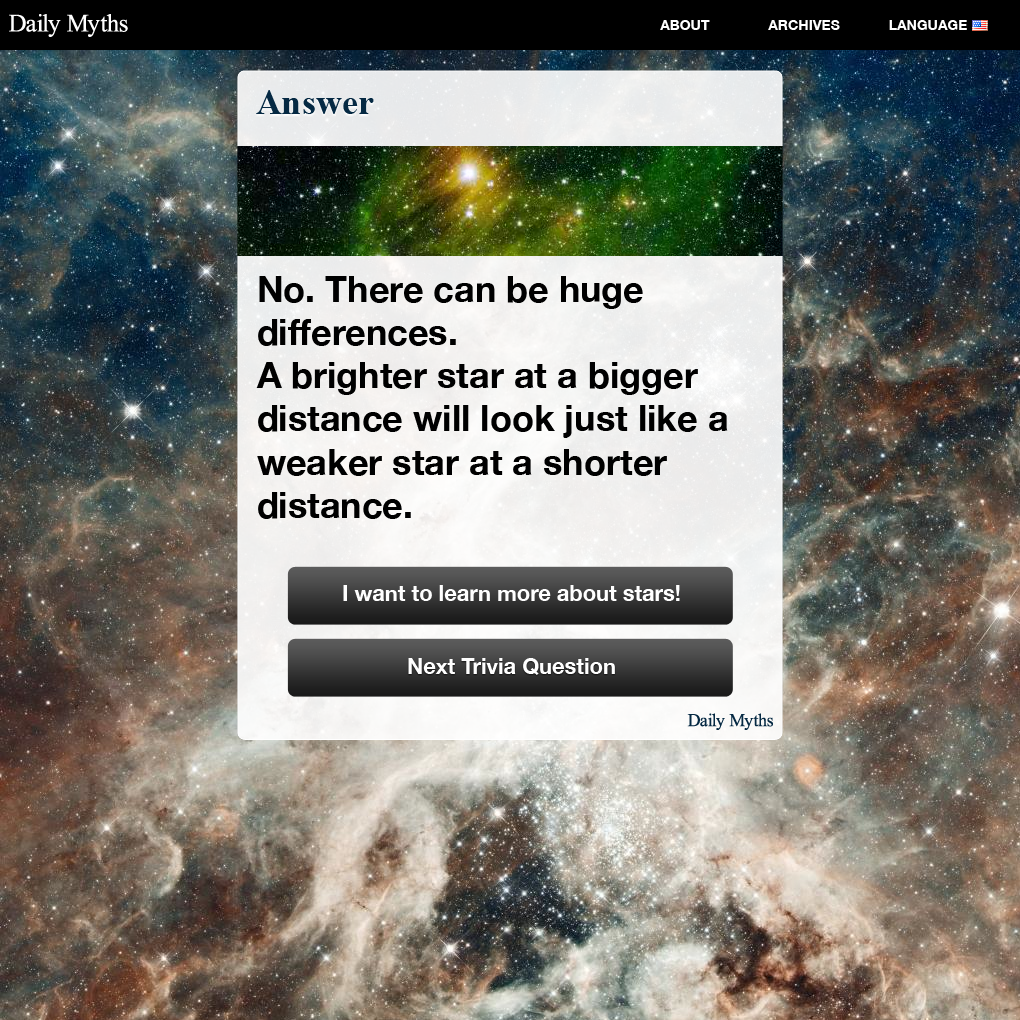 Daily Myths
ABOUT
ARCHIVES
LANGUAGE
Answer
No. There can be huge
differences.
A brighter star at a bigger
distance will look just like a
weaker star at a shorter
distance.
I want to learn more about stars!
Next Trivia Question
Daily Myths